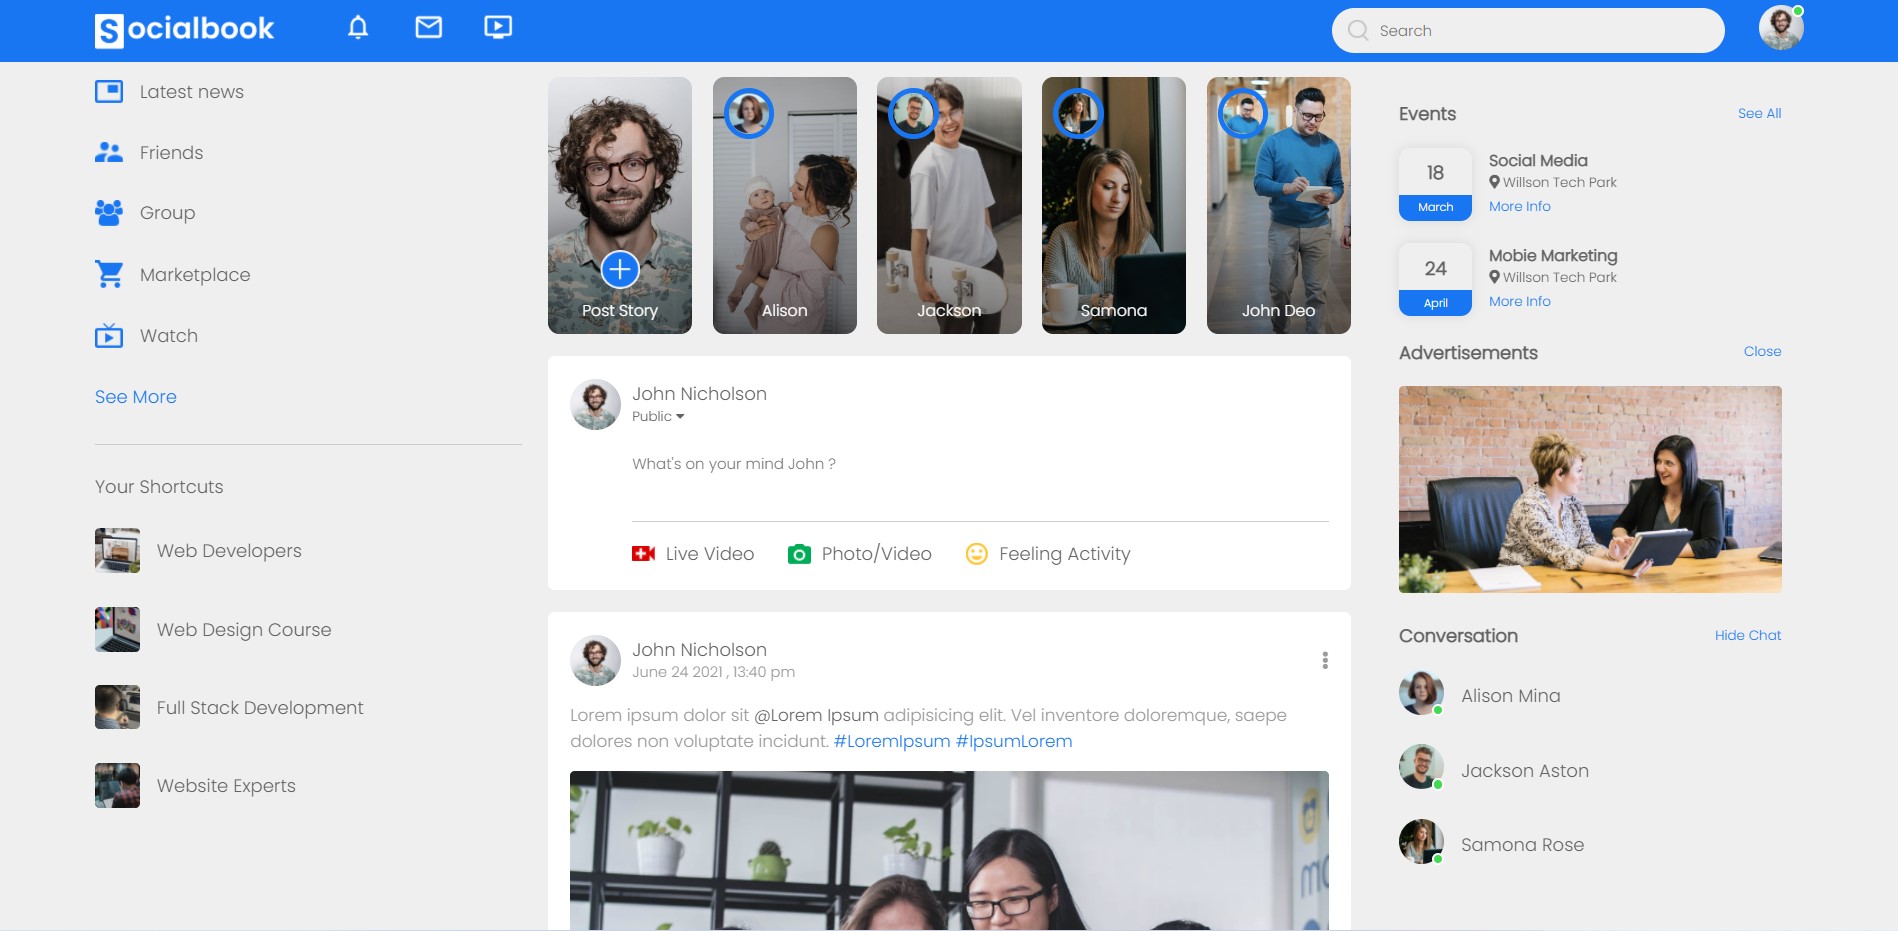 Socialbook
Search
Latest news
Friends
Group
Marketplace
Watch
See More
Your Shortcuts
Web Developers
Web Design Course
Full Stack Development
Website Experts
Post Story
Alison
Jackson
Samona
John Deo
John Nicholson
Public
What's on your mind John ?
Live Video
Photo/Video
Feeling Activity
John Nicholson
June 24 2021 , 13:40 pm
Lorem ipsum dolor sit @Lorem Ipsum adipisicing elit. Vel inventore doloremque, saepe
dolores non voluptate incidunt. #LoremIpsum #IpsumLorem
Events
See All
18
March
Social Media
Willson Tech Park
More Info
24
April
Mobie Marketing
Willson Tech Park
More Info
Advertisements
Close
Conversation
Hide Chat
Alison Mina
Jackson Aston
Samona Rose